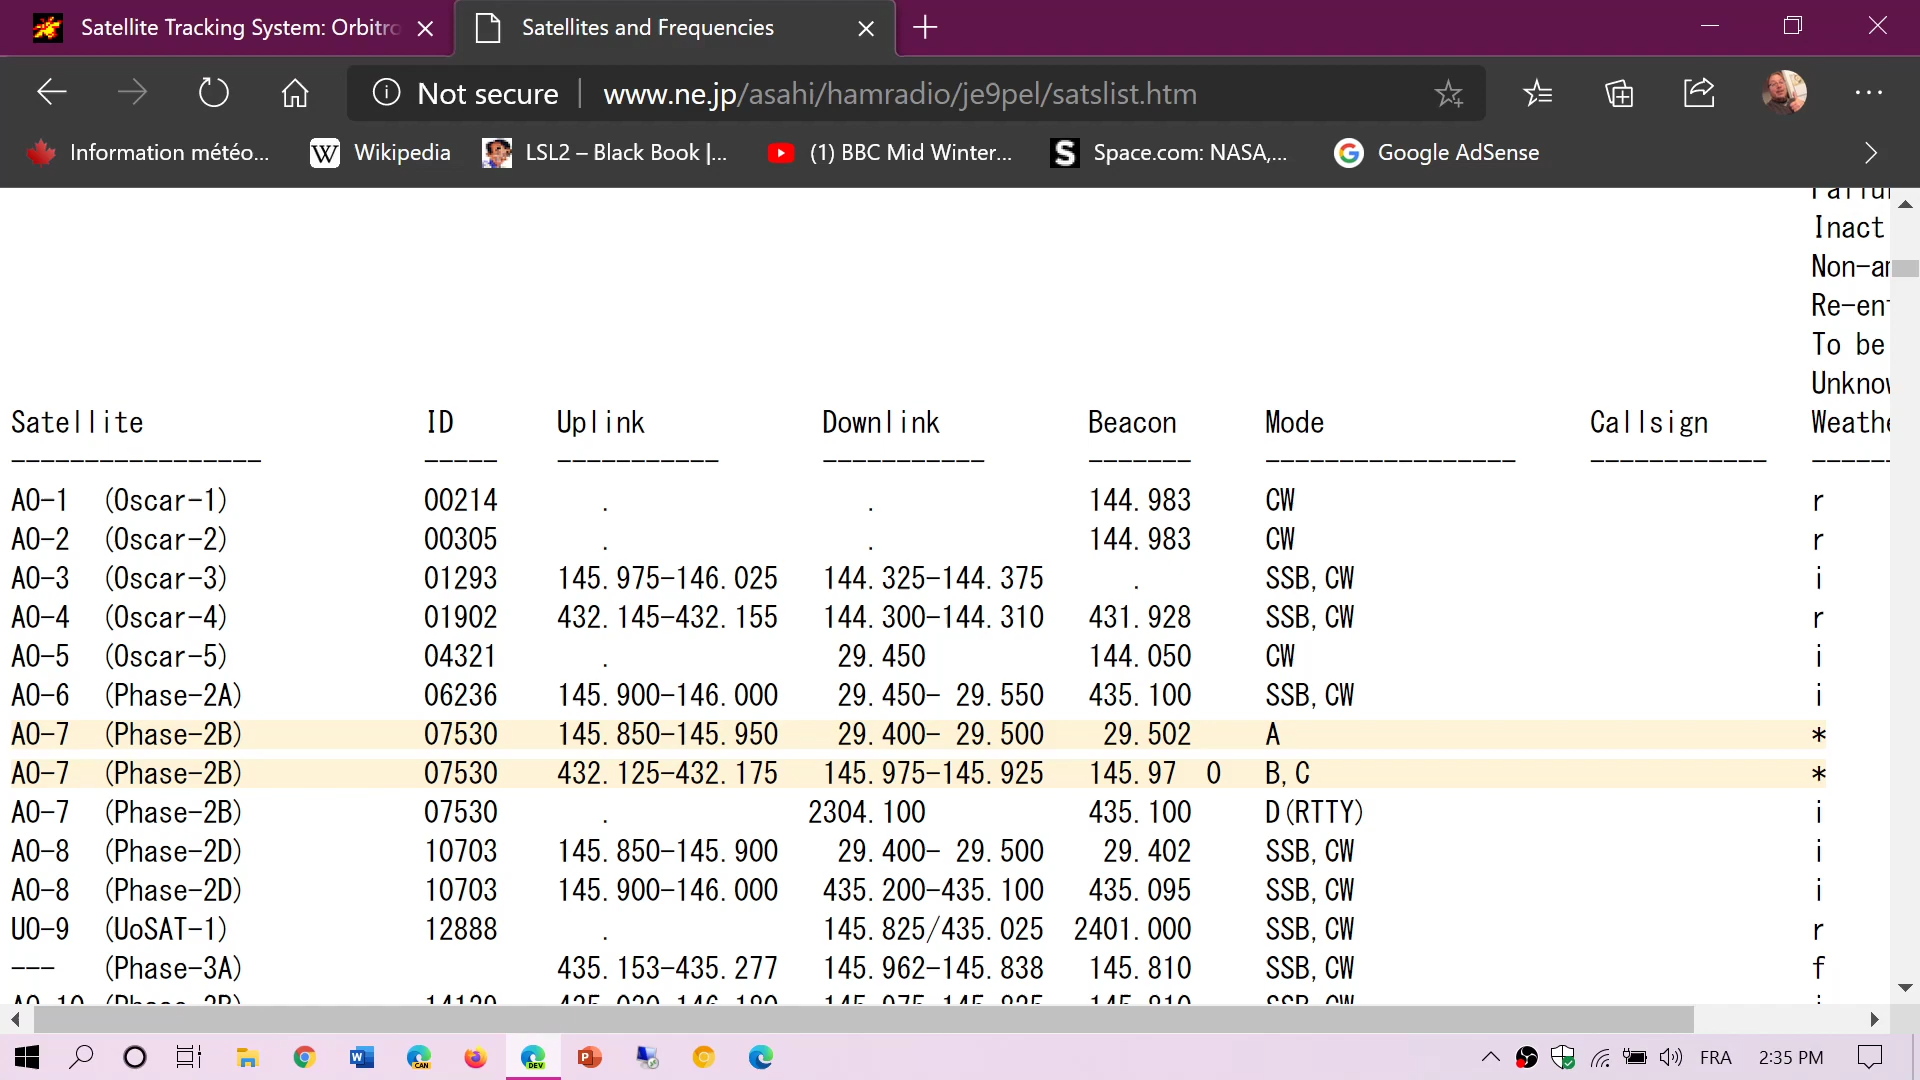 Satellite Tracking System: Orbitro
Satellites and Frequencies
Not secure www.ne.jp/asahi/hamradio/je9pel/satslist.htm
Information météo... Wikipedia LSL2 – Black Book |... (1) BBC Mid Winter... Space.com: NASA,... Google AdSense
Inact
Non-am
Re-ent
To be
Unknow
Satellite ID Uplink Downlink Beacon Mode Callsign Weathe
----------------- ----- ----------- ----------- ------- ----------------- ------------ ------
AO-1 (Oscar-1) 00214 . . 144.983 CW r
AO-2 (Oscar-2) 00305 . . 144.983 CW r
AO-3 (Oscar-3) 01293 145.975-146.025 144.325-144.375 . SSB,CW i
AO-4 (Oscar-4) 01902 432.145-432.155 144.300-144.310 431.928 SSB,CW r
AO-5 (Oscar-5) 04321 . 29.450 144.050 CW i
AO-6 (Phase-2A) 06236 145.900-146.000 29.450- 29.550 435.100 SSB,CW i
AO-7 (Phase-2B) 07530 145.850-145.950 29.400- 29.500 29.502 A *
AO-7 (Phase-2B) 07530 432.125-432.175 145.975-145.925 145.97 0 B,C *
AO-7 (Phase-2B) 07530 . 2304.100 435.100 D(RTTY) i
AO-8 (Phase-2D) 10703 145.850-145.900 29.400- 29.500 29.402 SSB,CW i
AO-8 (Phase-2D) 10703 145.900-146.000 435.200-435.100 435.095 SSB,CW i
UO-9 (UoSAT-1) 12888 . 145.825/435.025 2401.000 SSB,CW r
--- (Phase-3A) 435.153-435.277 145.962-145.838 145.810 SSB,CW f
FRA 2:35 PM